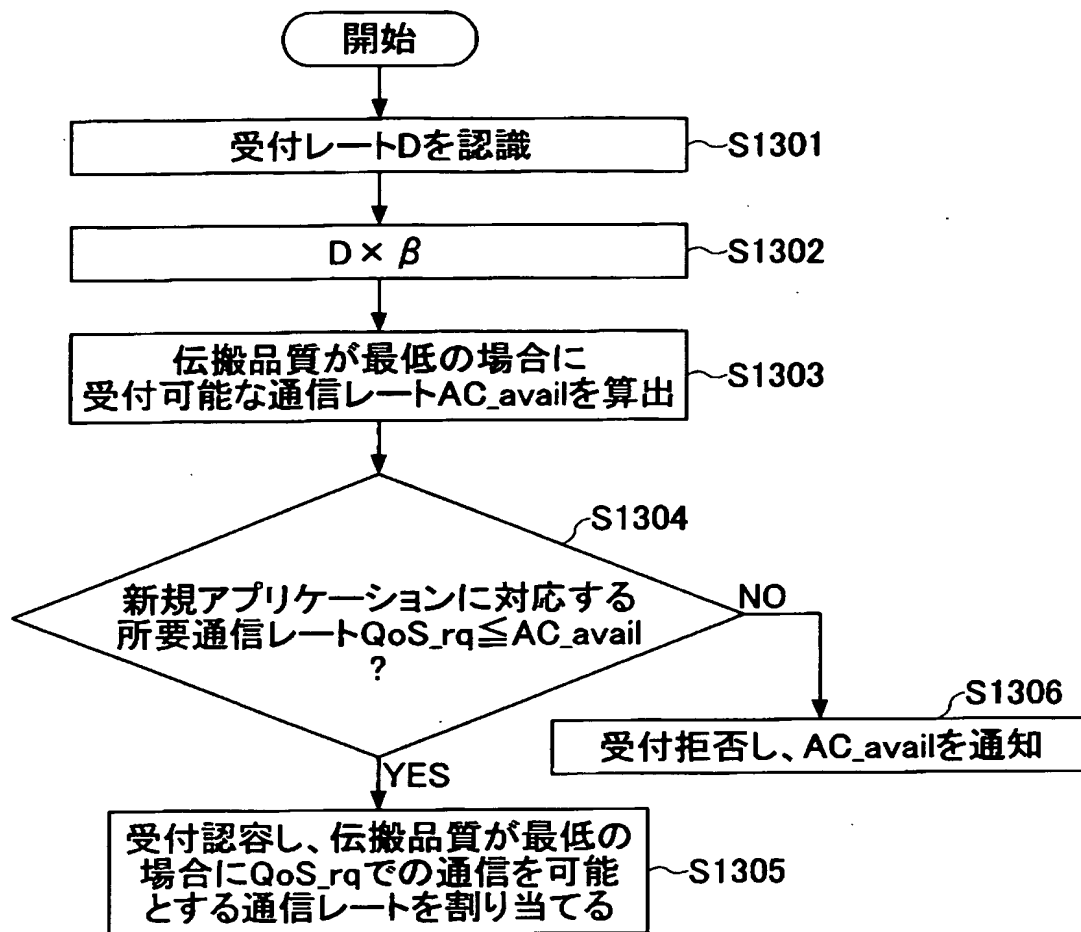 開始
受付レートDを認識
S1301
D×β
S1302
伝搬品質が最低の場合に
受付可能な通信レートAC_availを算出
S1303
S1304
新規アプリケーションに対応する
所要通信レートQoS_rq≦AC_avail
?
NO
S1306
受付拒否し、AC_availを通知
YES
受付認容し、伝搬品質が最低の
場合にQoS_rqでの通信を可能
とする通信レートを割り当てる
S1305